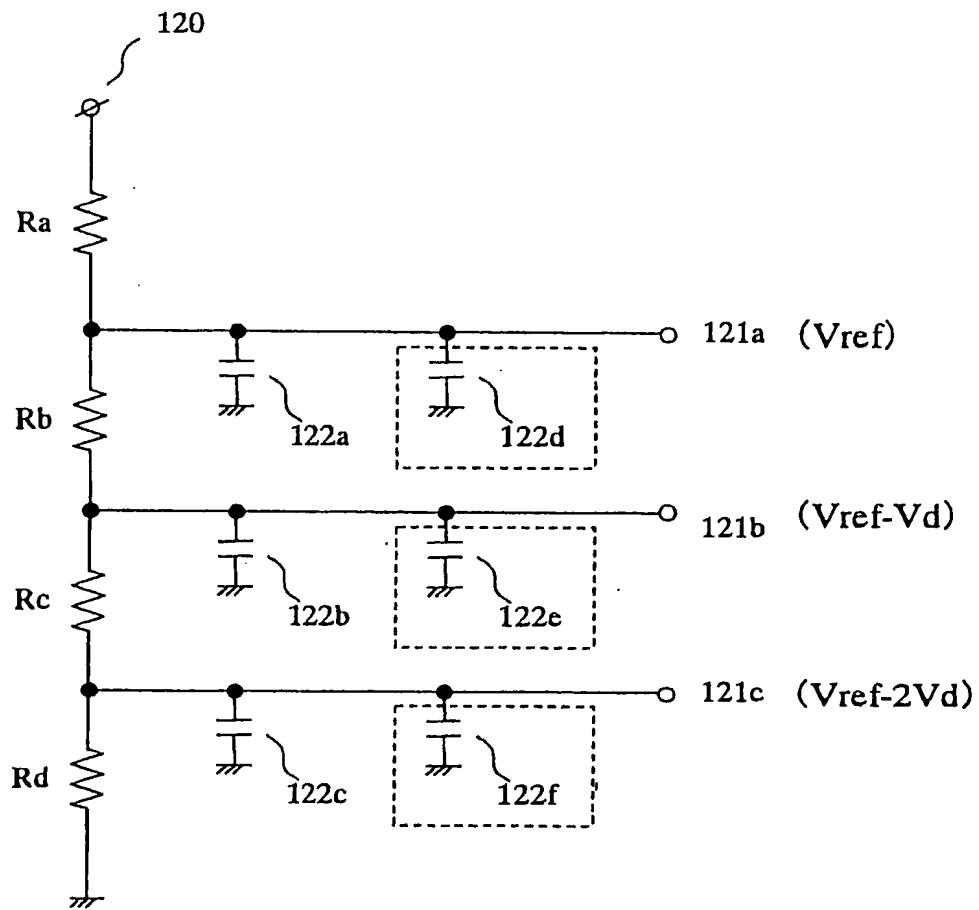 120
Ra
121a (Vref)
Rb
122a
122d
121b (Vref-Vd)
Rc
122b
122e
121c (Vref-2Vd)
Rd
122c
122f